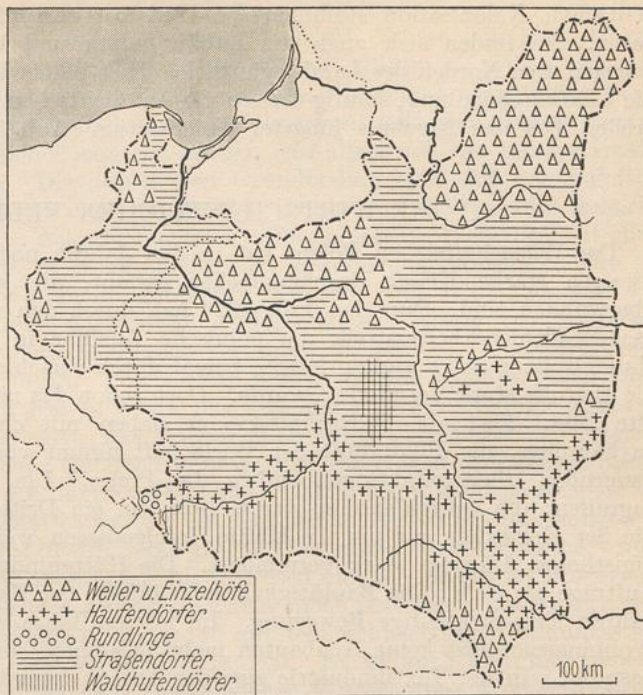 Weiler u. Einzelhöfe
Haufendörfer
Rundlinge
Straßendörfer
Waldhufendörfer
100 km